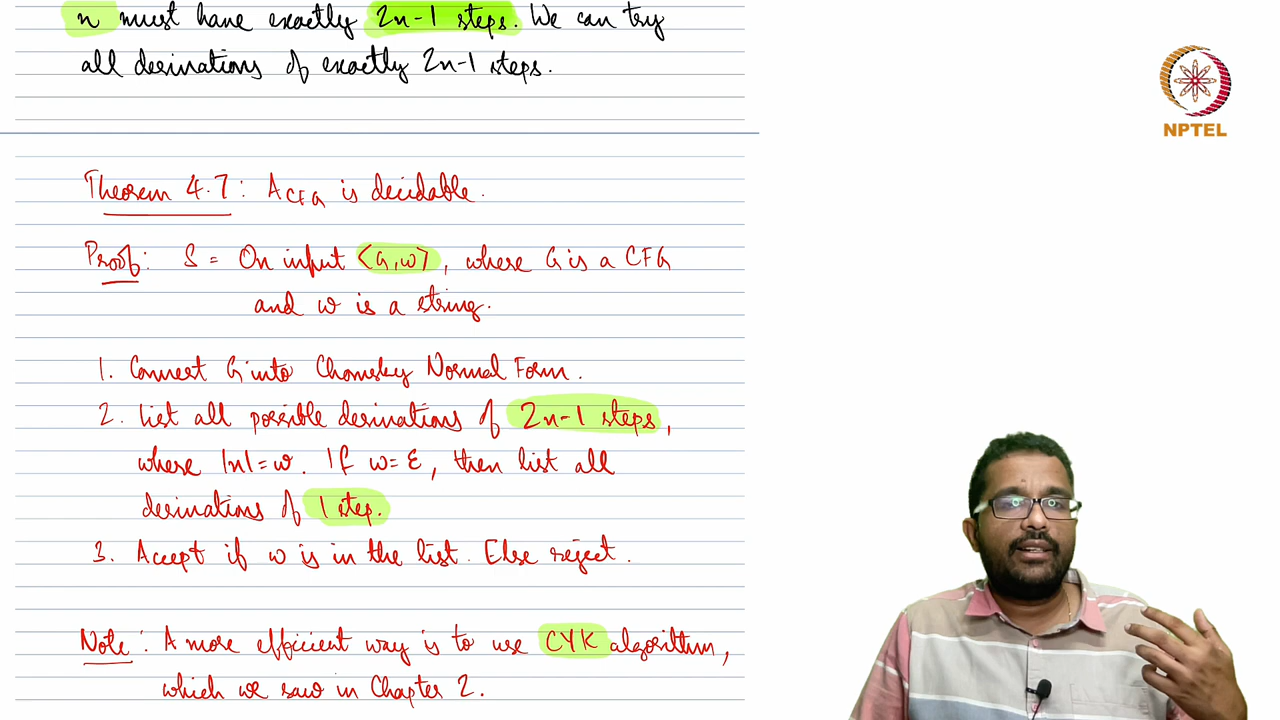 n must have exactly 2n-1 steps. We can try
all derivations of exactly 2n-1 steps.
NPTEL
Theorem 4.7: ACFG is decidable.
Proof: S = On input <G,w>, where G is a CFG
and w is a string.
1. Convert G into Chomsky Normal Form.
2. List all possible derivations of 2n-1 steps,
where |n|=w. If w=ε, then list all
derivations of 1 step.
3. Accept if w is in the list. Else reject.
Note: A more efficient way is to use CYK algorithm,
which we saw in Chapter 2.